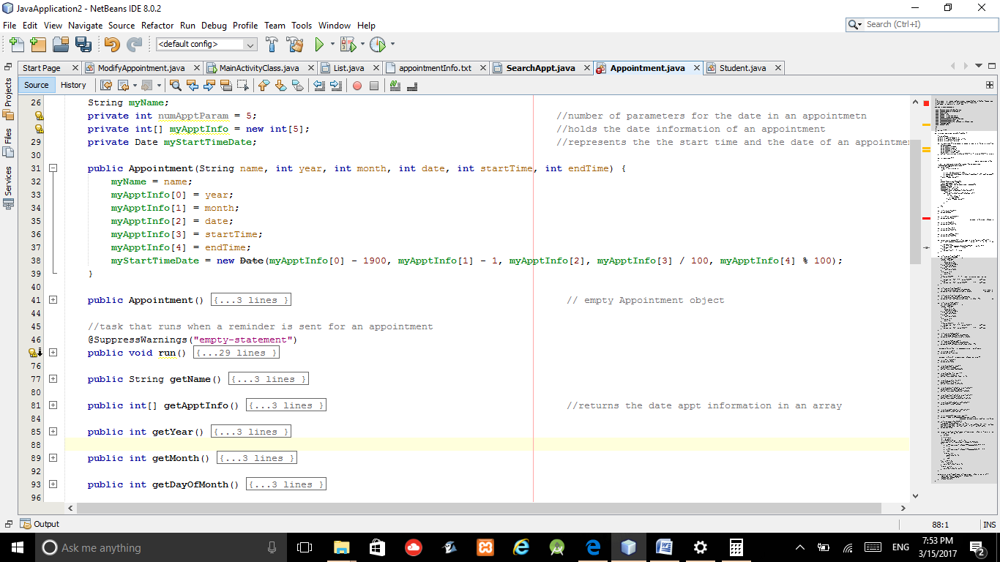 JavaApplication2 - NetBeans IDE 8.0.2
File Edit View Navigate Source Refactor Run Debug Profile Team Tools Window Help
Search (Ctrl+I)
<default config>
Start Page ModifyAppointment.java MainActivityClass.java List.java appointmentInfo.txt SearchAppt.java Appointment.java Student.java
Source History
Projects
Files
Services
26 String myName;
private int numApptParam = 5; //number of parameters for the date in an appointmetn
private int[] myApptInfo = new int[5]; //holds the date information of an appointment
29 private Date myStartTimeDate; //represents the the start time and the date of an appointme
30
31 public Appointment(String name, int year, int month, int date, int startTime, int endTime) {
32 myName = name;
33 myApptInfo[0] = year;
34 myApptInfo[1] = month;
35 myApptInfo[2] = date;
36 myApptInfo[3] = startTime;
37 myApptInfo[4] = endTime;
38 myStartTimeDate = new Date(myApptInfo[0] - 1900, myApptInfo[1] - 1, myApptInfo[2], myApptInfo[3] / 100, myApptInfo[4] % 100);
39 }
40
41 public Appointment() {...3 lines } // empty Appointment object
44
45 //task that runs when a reminder is sent for an appointment
46 @SuppressWarnings("empty-statement")
public void run() {...29 lines }
76
77 public String getName() {...3 lines }
80
81 public int[] getApptInfo() {...3 lines } //returns the date appt information in an array
84
85 public int getYear() {...3 lines }
88
89 public int getMonth() {...3 lines }
92
93 public int getDayOfMonth() {...3 lines }
96
Output
88:1 INS
Ask me anything
ENG
7:53 PM
3/15/2017
2